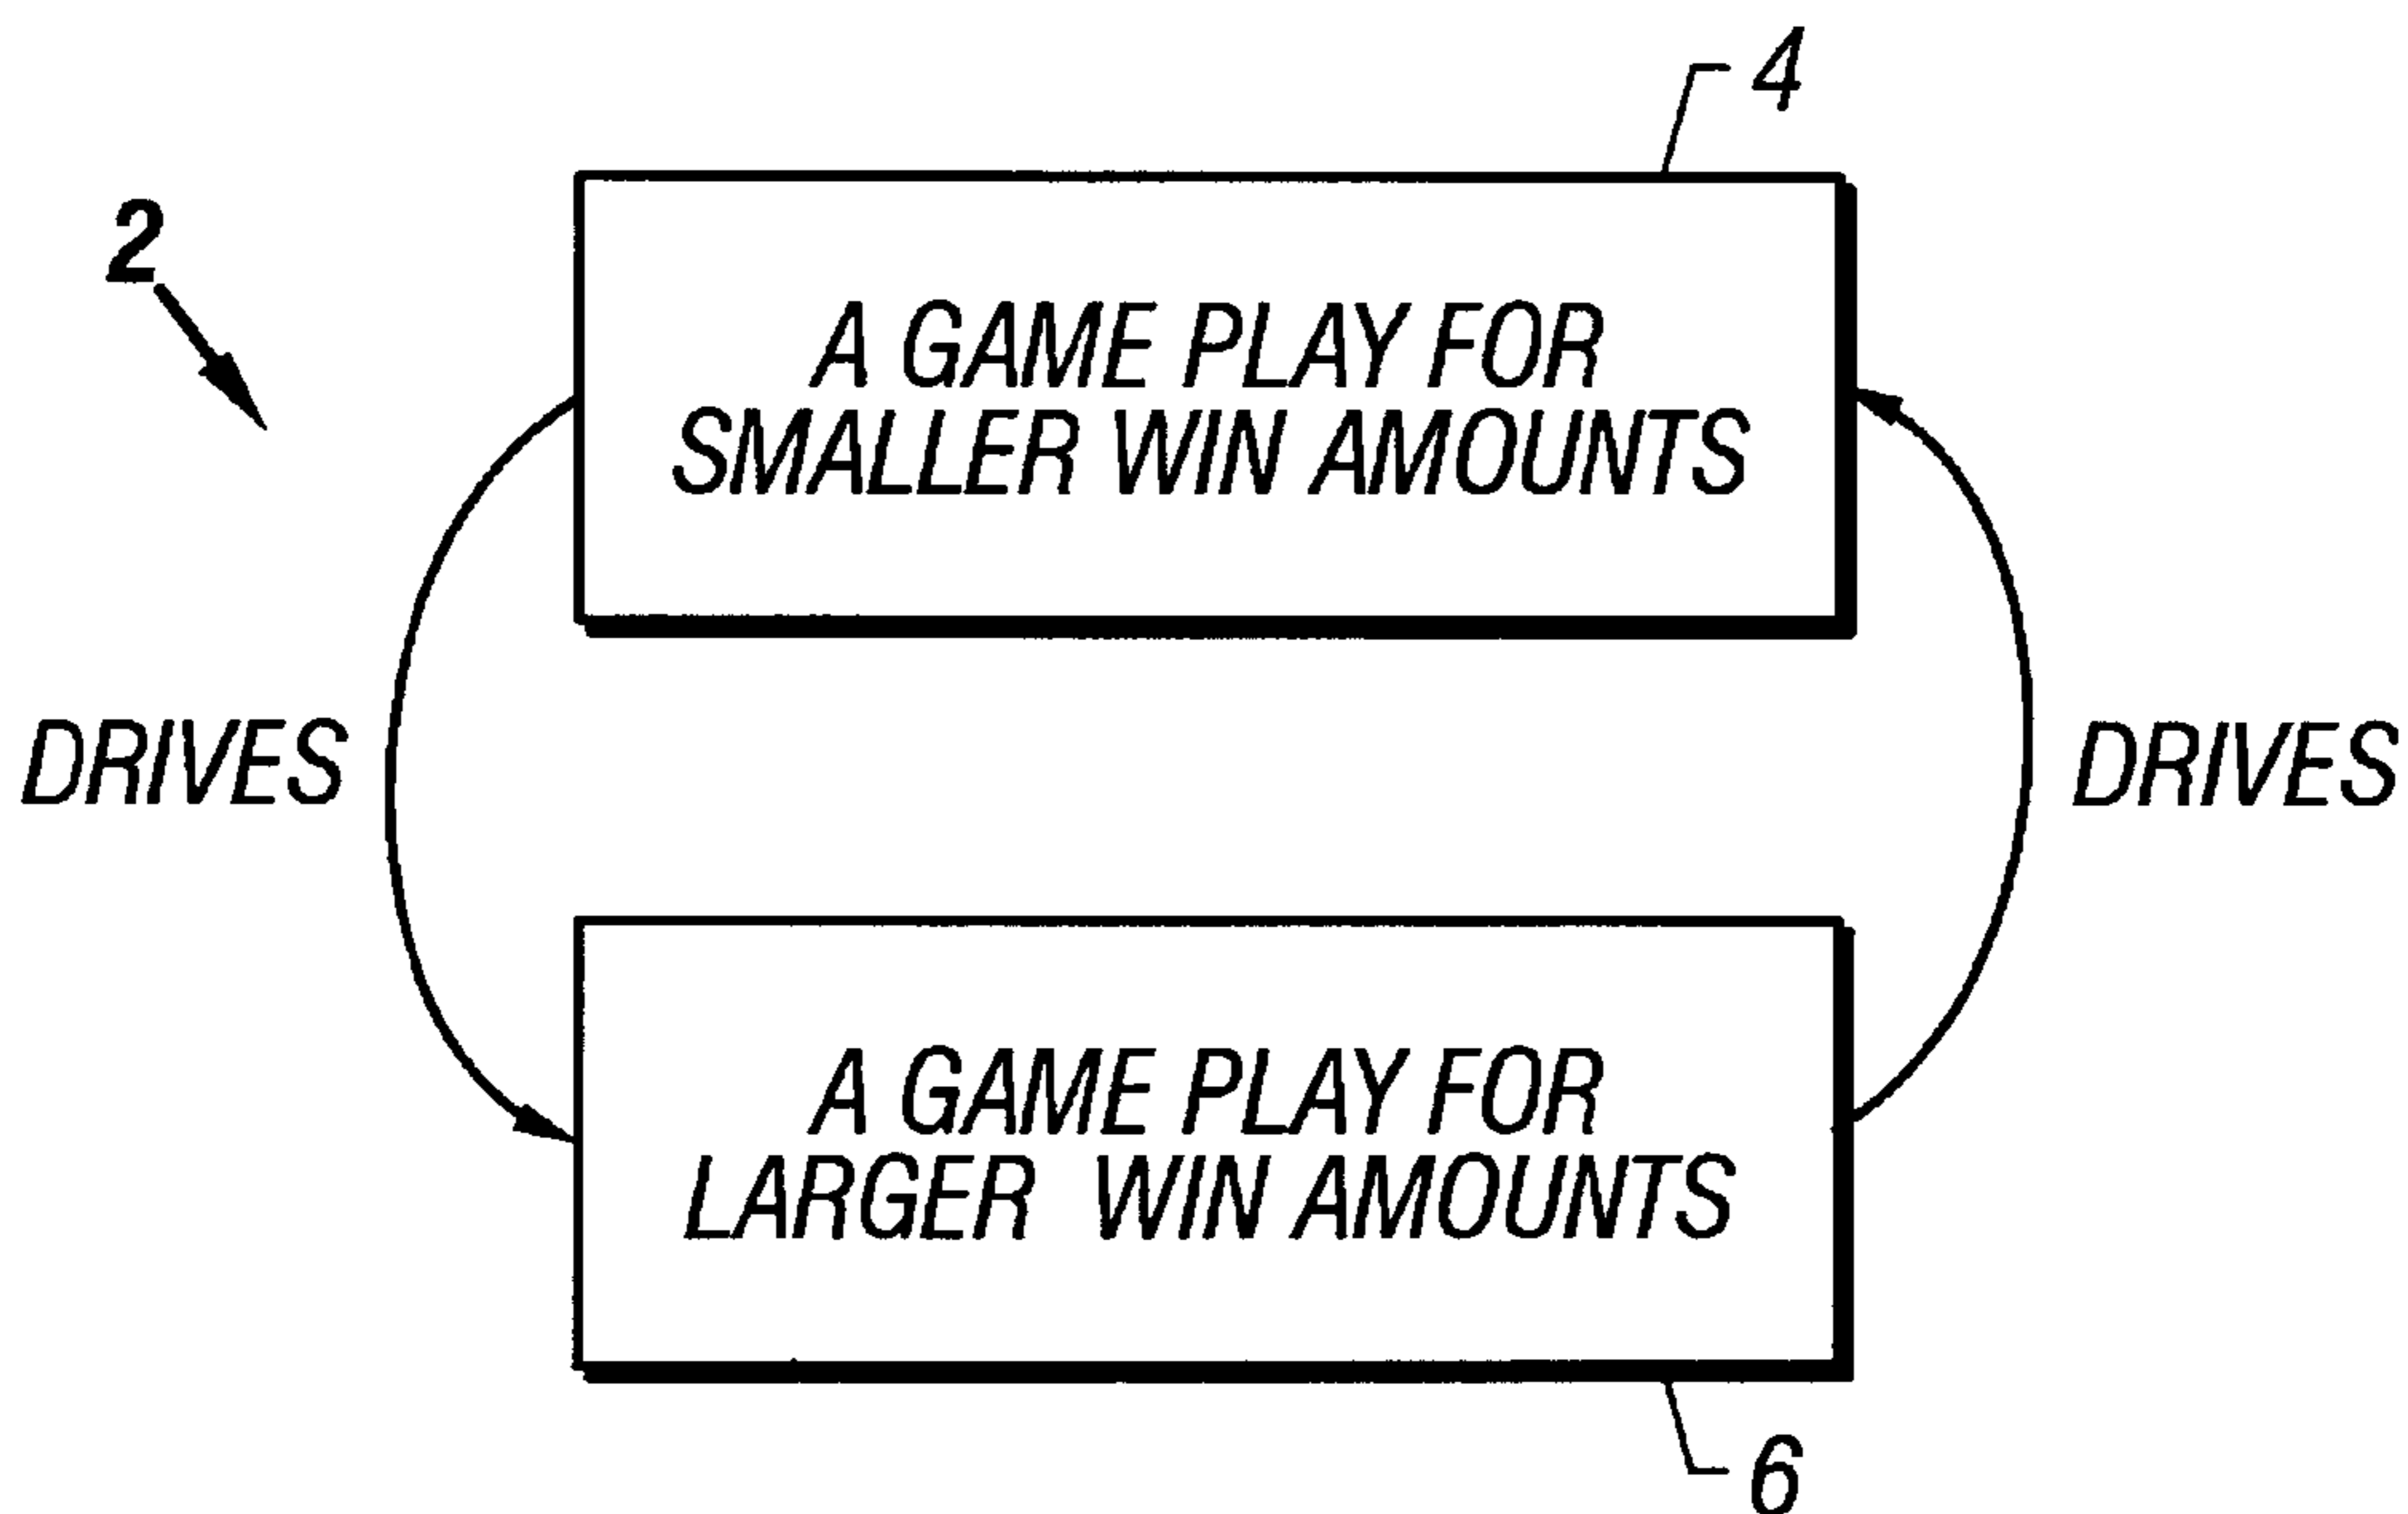 4
2
A GAME PLAY FOR
SMALLER WIN AMOUNTS
DRIVES
DRIVES
A GAME PLAY FOR
LARGER WIN AMOUNTS
6